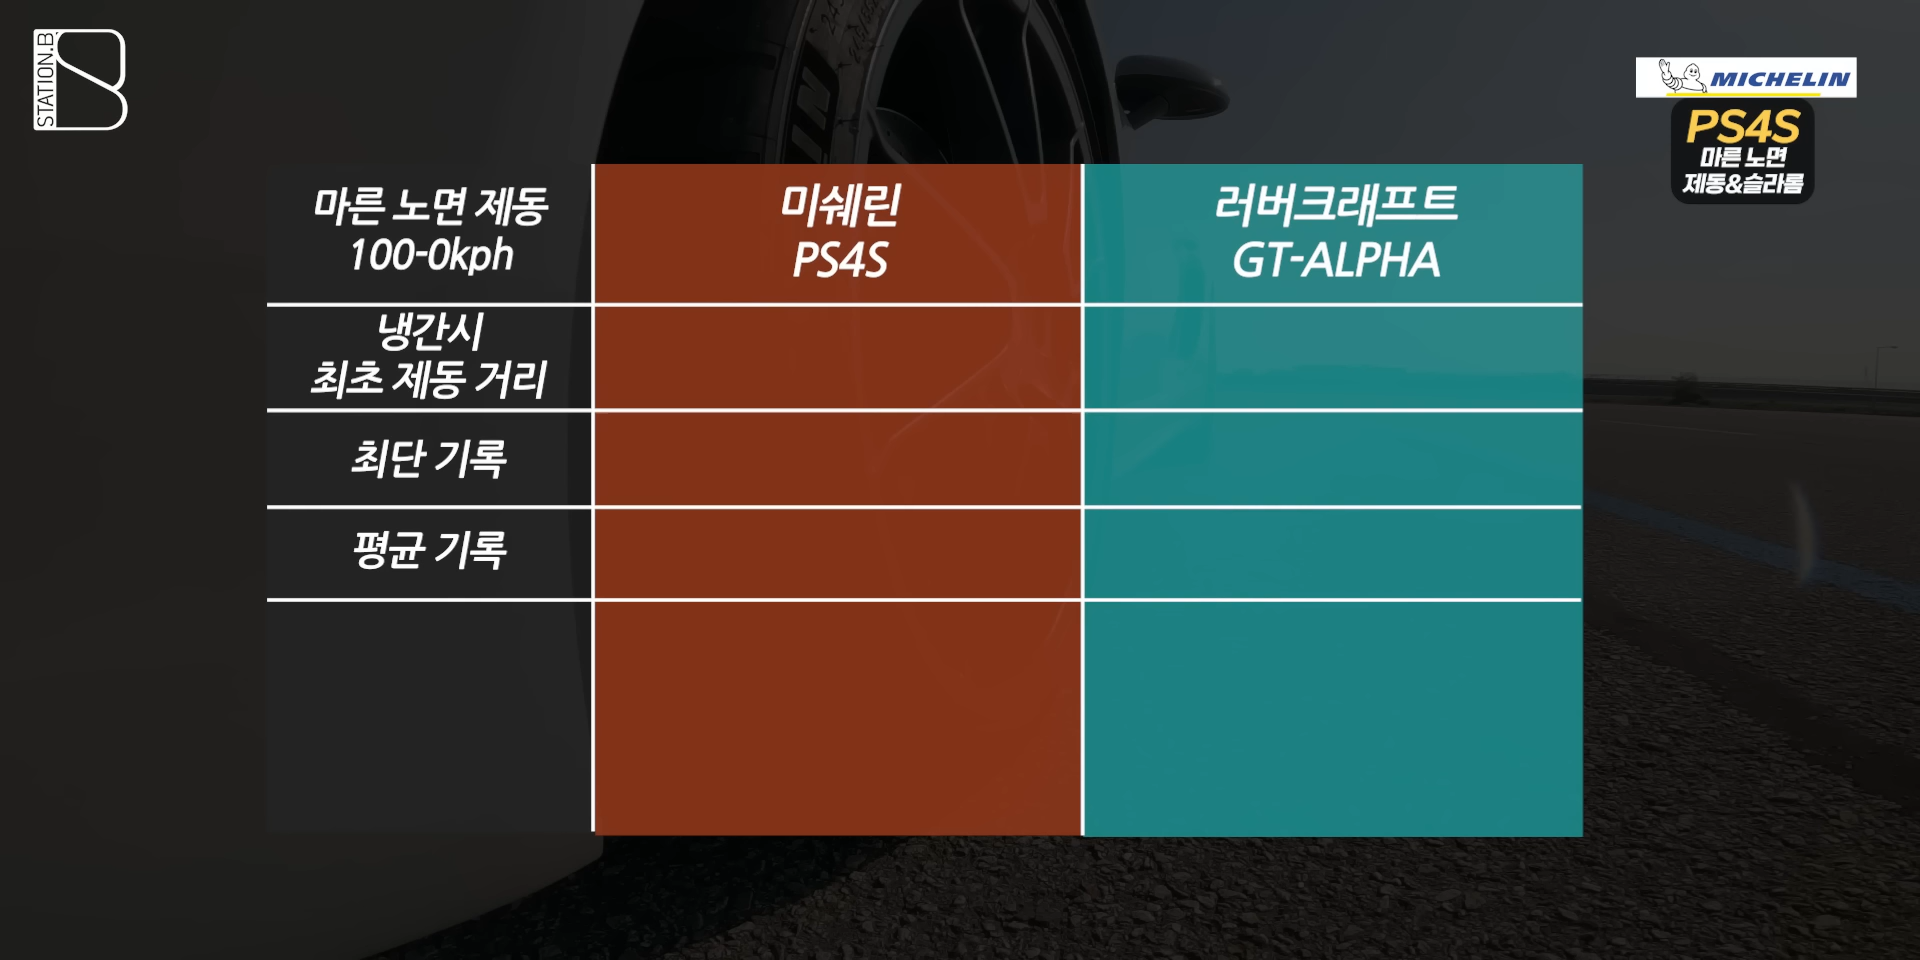 STATION.B
MICHELIN
PS4S
마른 노면
제동&슬라롬
마른 노면 제동
100-0kph
미쉐린
PS4S
러버크래프트
GT-ALPHA
냉간시
최초 제동 거리
최단 기록
평균 기록